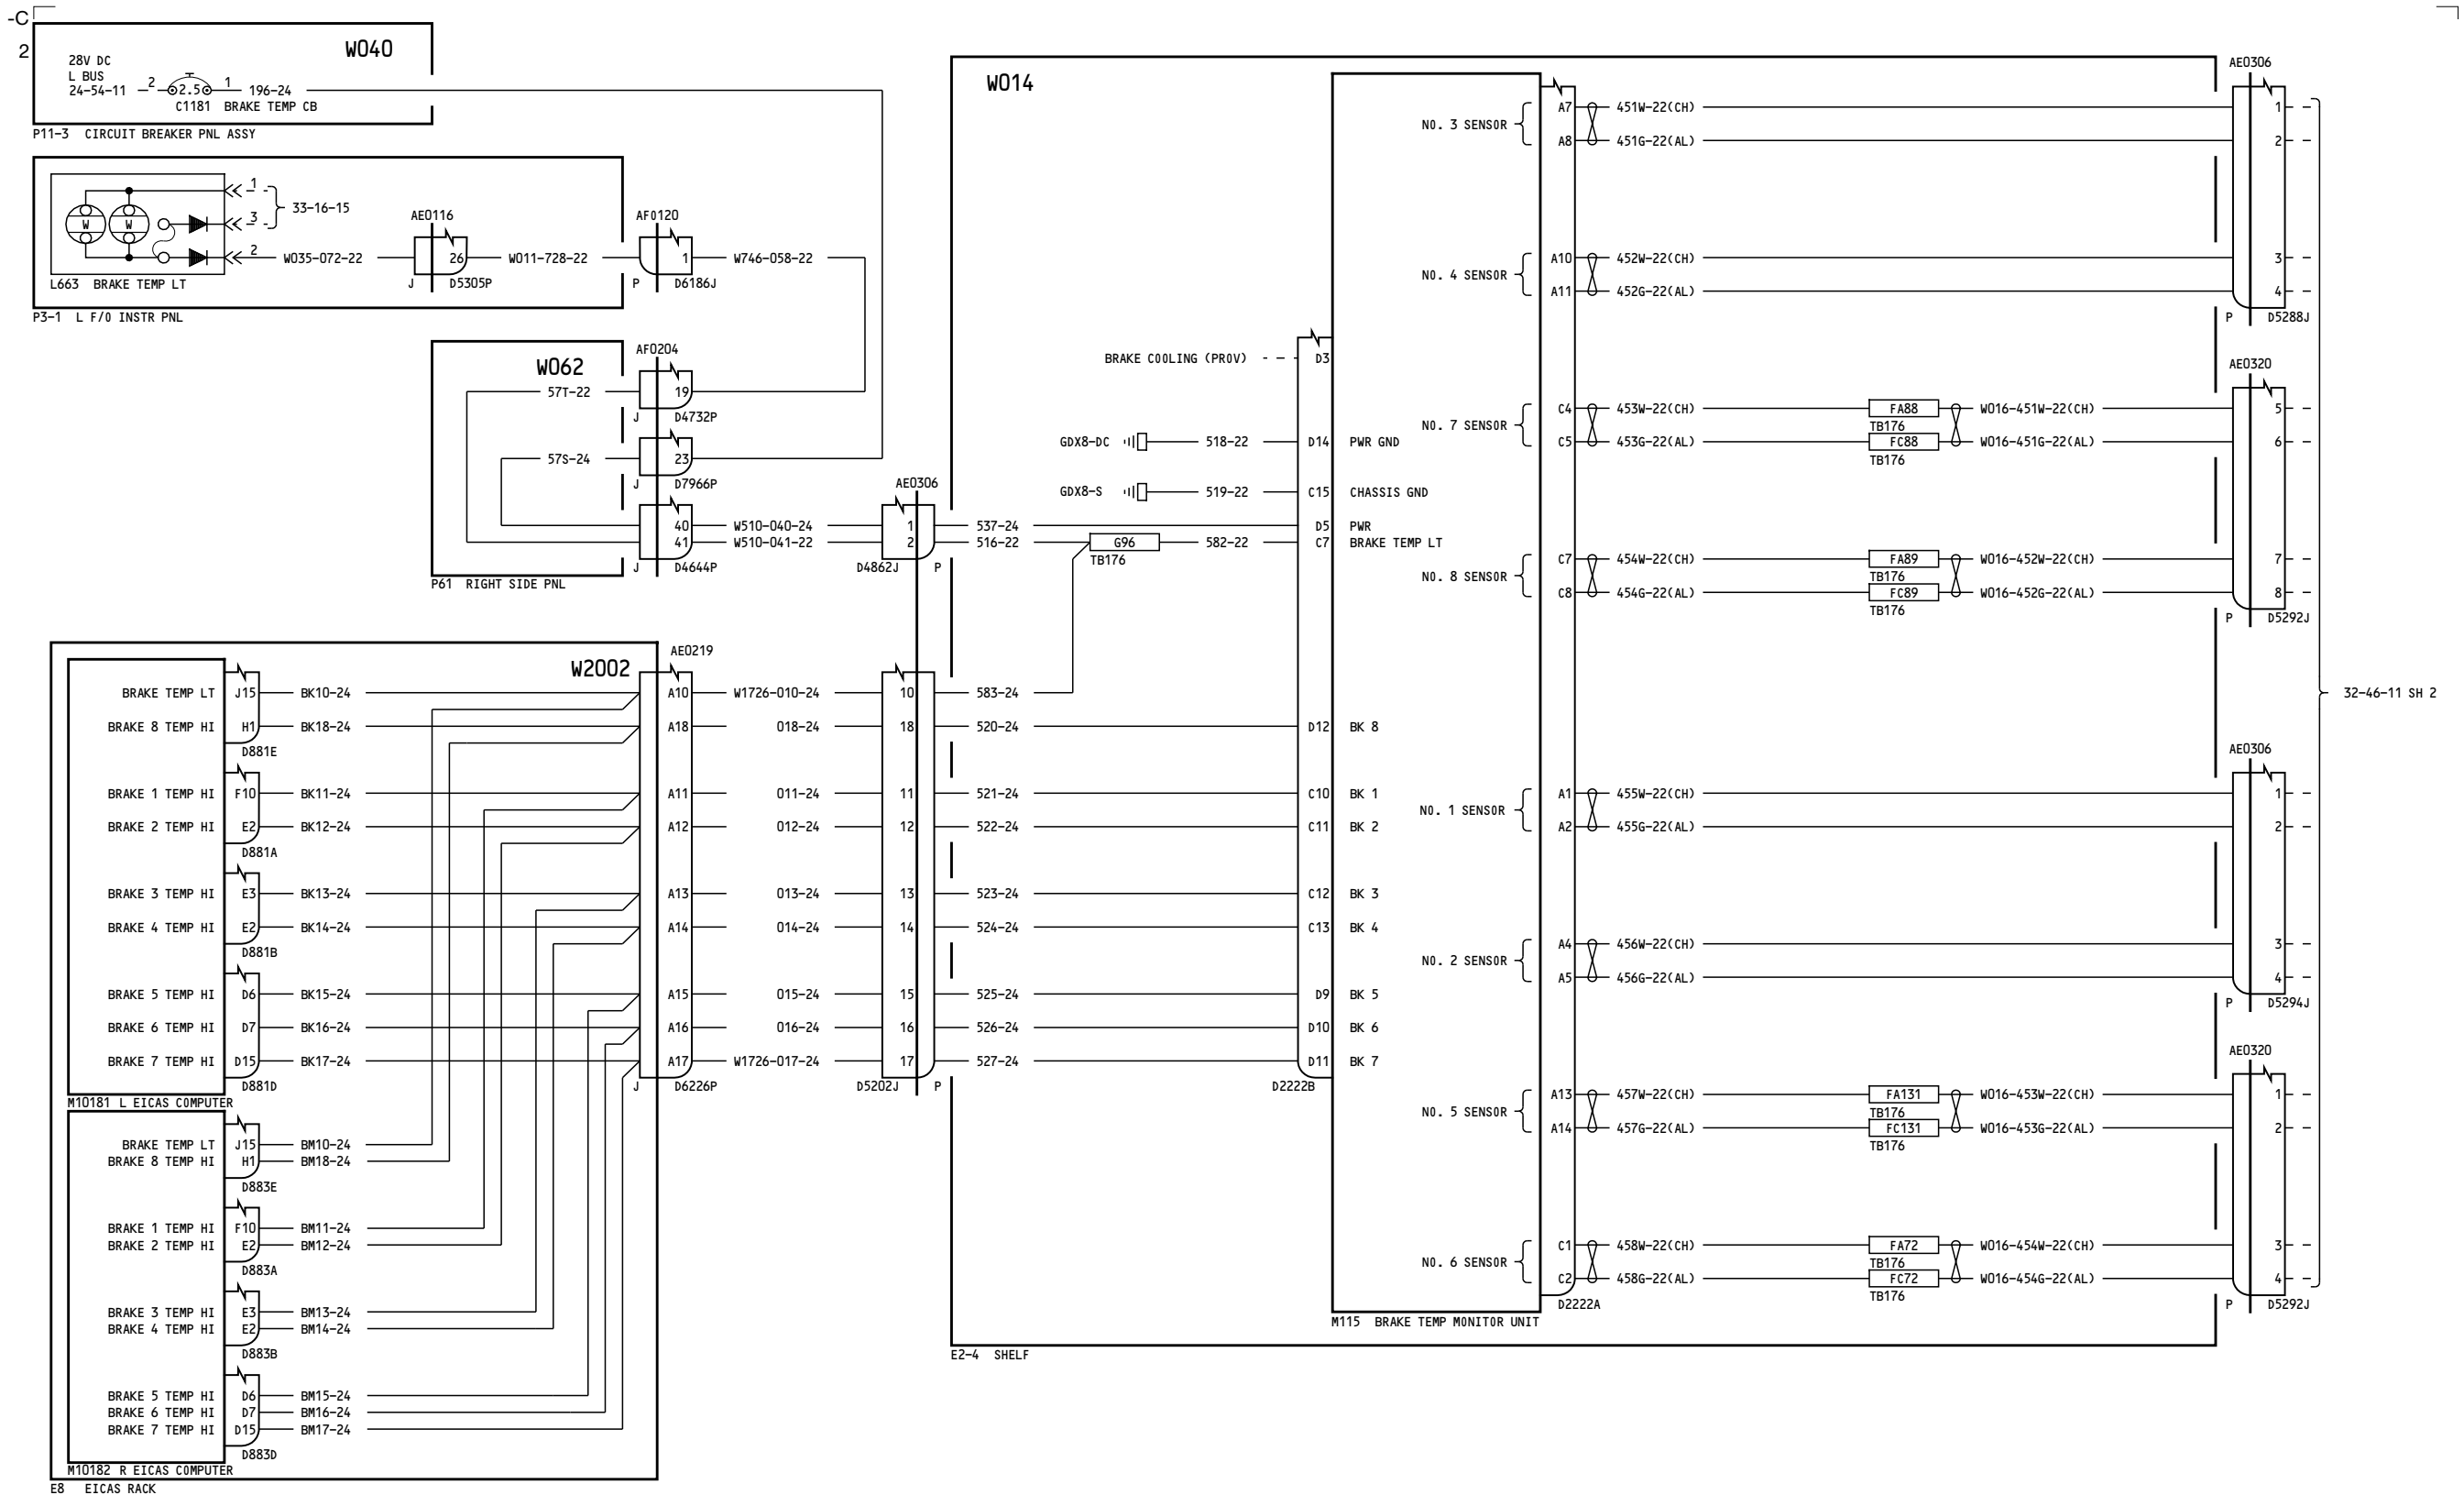 -C
2
W040
28V DC
L BUS
24-54-11
2
2.5
1
196-24
C1181 BRAKE TEMP CB
P11-3 CIRCUIT BREAKER PNL ASSY
W
W
1
3
2
33-16-15
W035-072-22
AE0116
26
J
D5305P
W011-728-22
AF0120
1
P
D6186J
W746-058-22
L663 BRAKE TEMP LT
P3-1 L F/O INSTR PNL
W062
AF0204
57T-22
19
J
D4732P
57S-24
23
J
D7966P
40
W510-040-24
41
W510-041-22
J
D4644P
P61 RIGHT SIDE PNL
AE0306
1
2
D4862J
P
537-24
516-22
G96
TB176
582-22
W2002
AE0219
BRAKE TEMP LT
J15
BK10-24
A10
W1726-010-24
10
583-24
BRAKE 8 TEMP HI
H1
BK18-24
A18
018-24
18
520-24
D881E
BRAKE 1 TEMP HI
F10
BK11-24
A11
011-24
11
521-24
BRAKE 2 TEMP HI
E2
BK12-24
A12
012-24
12
522-24
D881A
BRAKE 3 TEMP HI
E3
BK13-24
A13
013-24
13
523-24
BRAKE 4 TEMP HI
E2
BK14-24
A14
014-24
14
524-24
D881B
BRAKE 5 TEMP HI
D6
BK15-24
A15
015-24
15
525-24
BRAKE 6 TEMP HI
D7
BK16-24
A16
016-24
16
526-24
BRAKE 7 TEMP HI
D15
BK17-24
A17
W1726-017-24
17
527-24
D881D
J
D6226P
D5202J
P
M10181 L EICAS COMPUTER
BRAKE TEMP LT
J15
BM10-24
BRAKE 8 TEMP HI
H1
BM18-24
D883E
BRAKE 1 TEMP HI
F10
BM11-24
BRAKE 2 TEMP HI
E2
BM12-24
D883A
BRAKE 3 TEMP HI
E3
BM13-24
BRAKE 4 TEMP HI
E2
BM14-24
D883B
BRAKE 5 TEMP HI
D6
BM15-24
BRAKE 6 TEMP HI
D7
BM16-24
BRAKE 7 TEMP HI
D15
BM17-24
D883D
M10182 R EICAS COMPUTER
E8 EICAS RACK
W014
BRAKE COOLING (PROV)
D3
GDX8-DC
518-22
D14
PWR GND
GDX8-S
519-22
C15
CHASSIS GND
D5
PWR
C7
BRAKE TEMP LT
D12
BK 8
C10
BK 1
C11
BK 2
C12
BK 3
C13
BK 4
D9
BK 5
D10
BK 6
D11
BK 7
D2222B
NO. 3 SENSOR
A7
451W-22(CH)
A8
451G-22(AL)
NO. 4 SENSOR
A10
452W-22(CH)
A11
452G-22(AL)
NO. 7 SENSOR
C4
453W-22(CH)
FA88
TB176
W016-451W-22(CH)
C5
453G-22(AL)
FC88
TB176
W016-451G-22(AL)
NO. 8 SENSOR
C7
454W-22(CH)
FA89
TB176
W016-452W-22(CH)
C8
454G-22(AL)
FC89
TB176
W016-452G-22(AL)
NO. 1 SENSOR
A1
455W-22(CH)
A2
455G-22(AL)
NO. 2 SENSOR
A4
456W-22(CH)
A5
456G-22(AL)
NO. 5 SENSOR
A13
457W-22(CH)
FA131
TB176
W016-453W-22(CH)
A14
457G-22(AL)
FC131
TB176
W016-453G-22(AL)
NO. 6 SENSOR
C1
458W-22(CH)
FA72
TB176
W016-454W-22(CH)
C2
458G-22(AL)
FC72
TB176
W016-454G-22(AL)
D2222A
M115 BRAKE TEMP MONITOR UNIT
E2-4 SHELF
AE0306
1
2
3
4
P
D5288J
AE0320
5
6
7
8
P
D5292J
32-46-11 SH 2
AE0306
1
2
3
4
P
D5294J
AE0320
1
2
3
4
P
D5292J